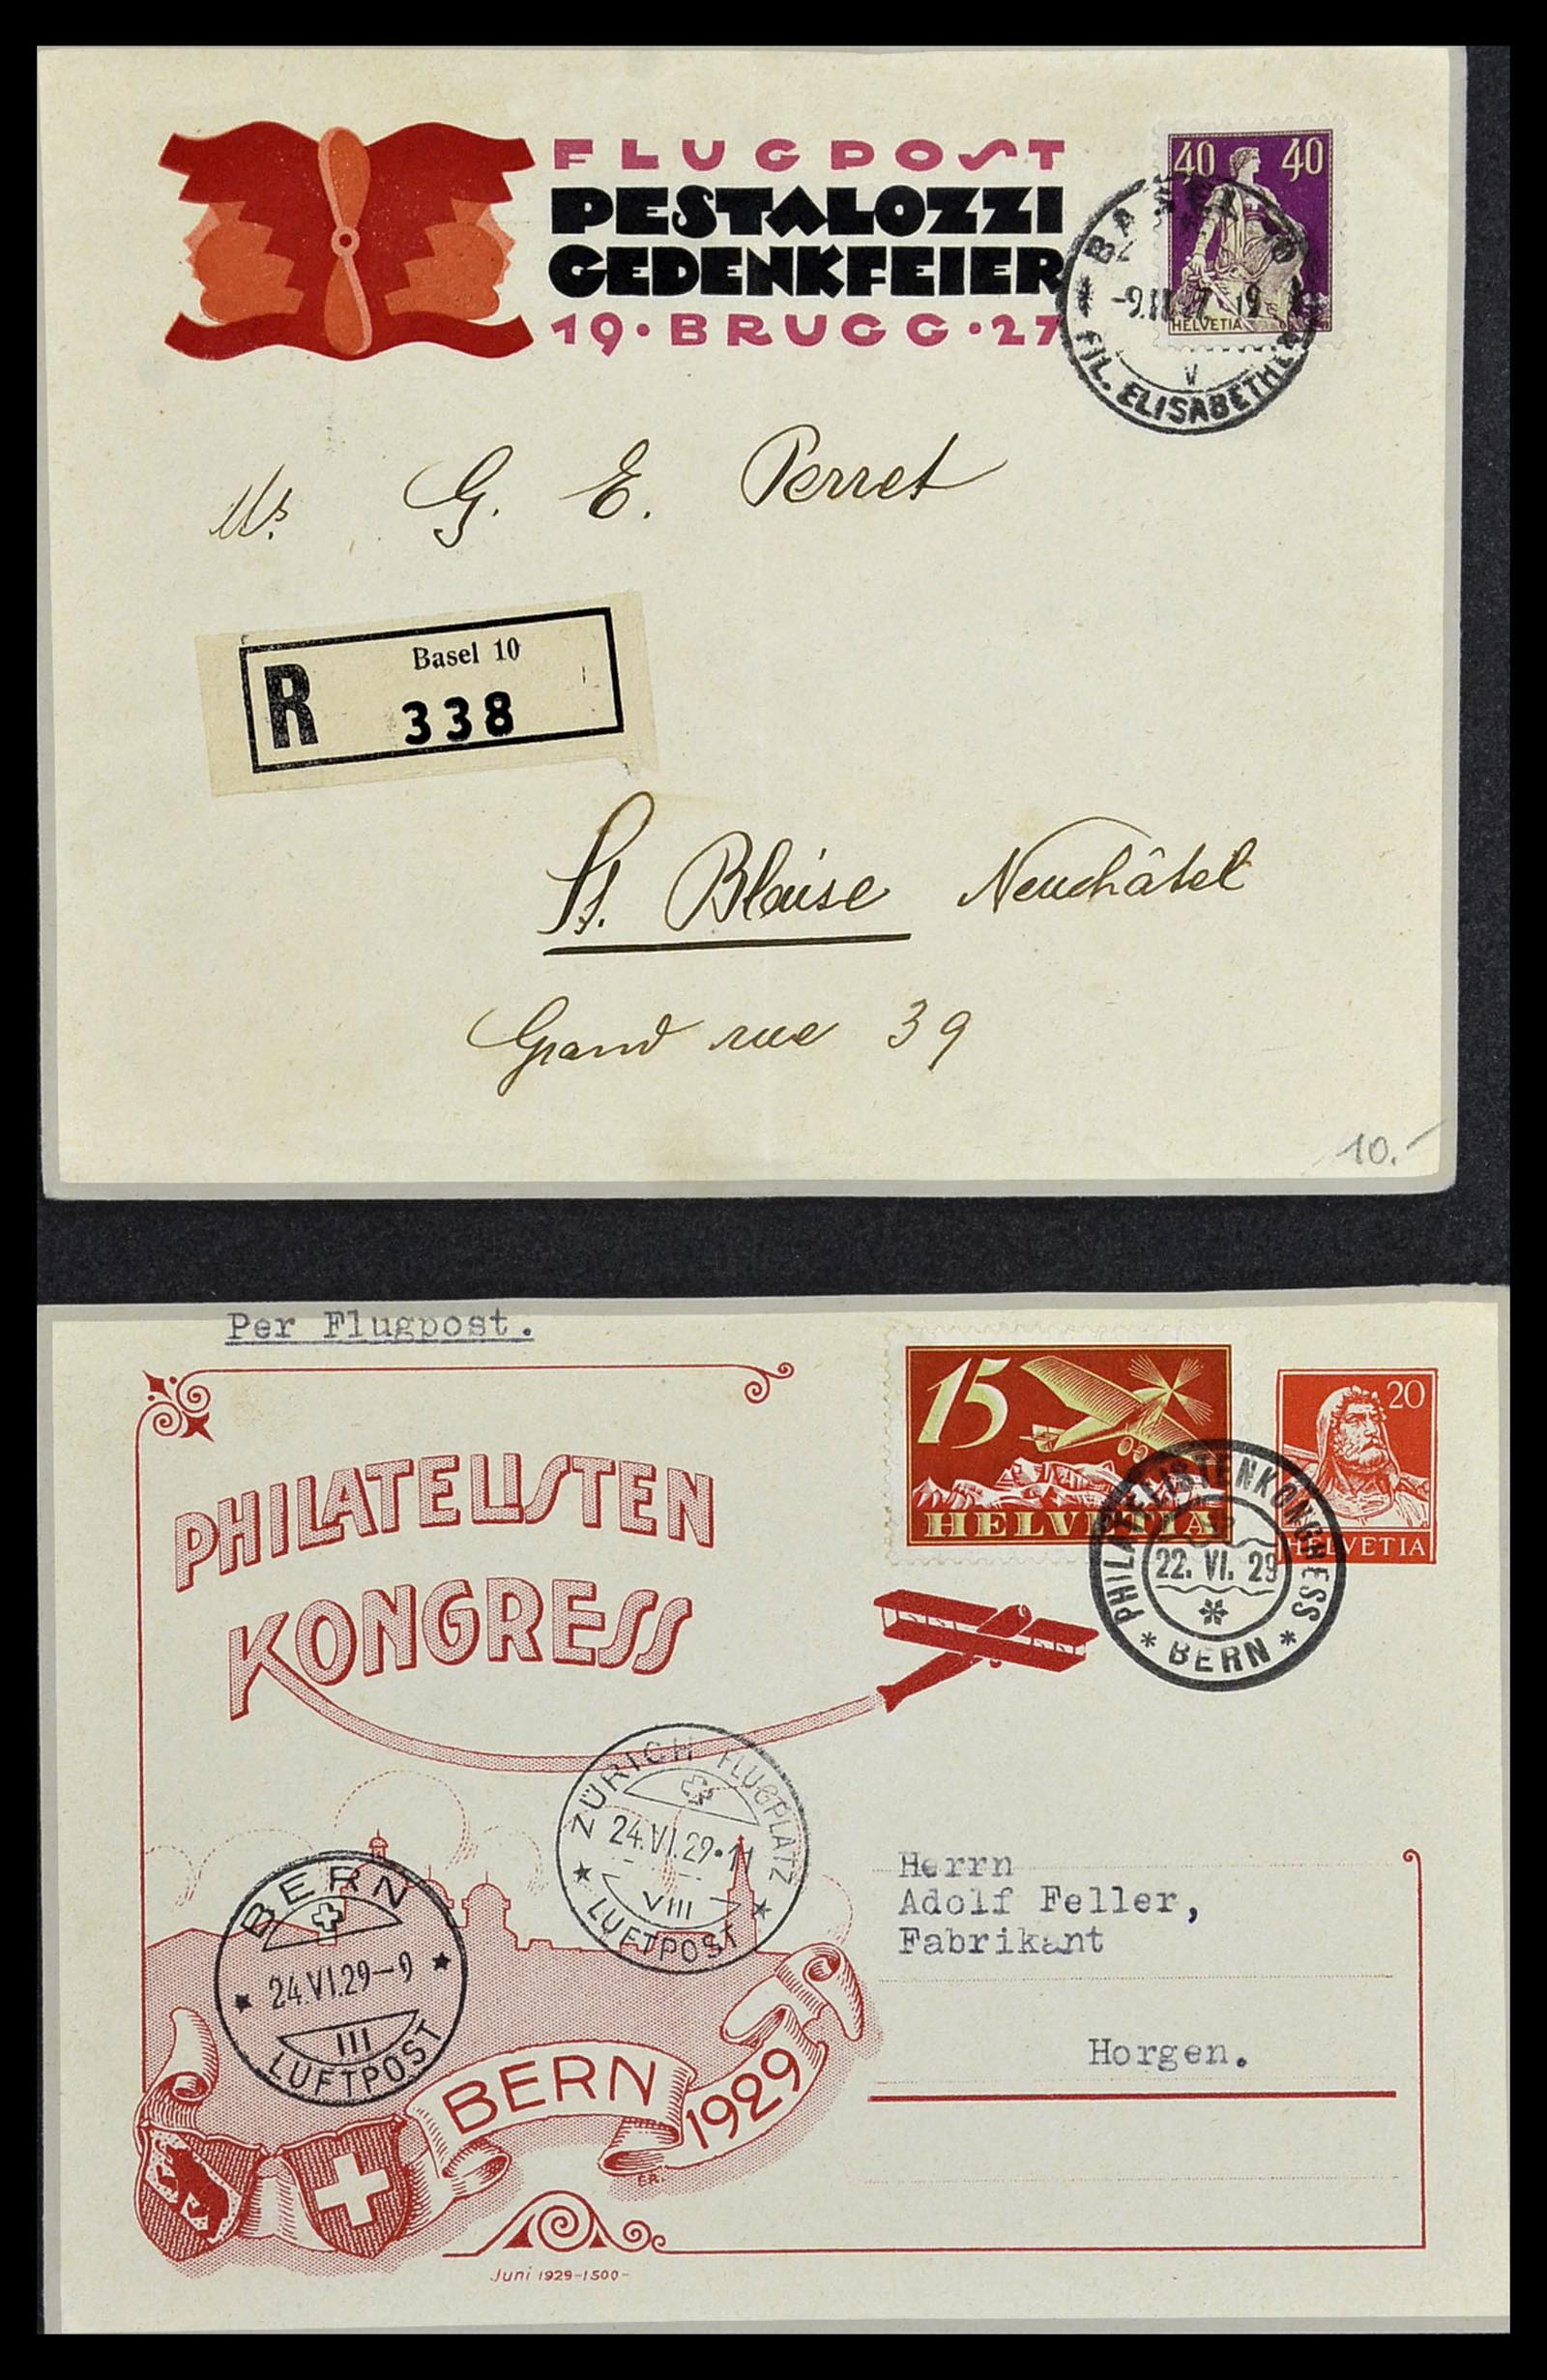 FLUGPOST
PESTALOZZI
GEDENKFEIER
19·BRUGG·27
40 40
HELVETIA
FIL. ELISABETHEN
V
G. E. Perret
Basel 10
R 338
St. Blaise Neuchâtel
Grand rue 39
10.-
Per Flugpost.
15
HELVETIA
20
HELVETIA
PHILATELISTENKONGRESS
22. VI. 29
* BERN *
PHILATELISTEN
KONGRESS
ZÜRICH FLUGPLATZ
24.VI.29·11
VIII
LUFTPOST
BERN
24.VI.29-9
III
LUFTPOST
Herrn
Adolf Feller,
Fabrikant
Horgen.
BERN 1929
E.R.
Juni 1929-1500-